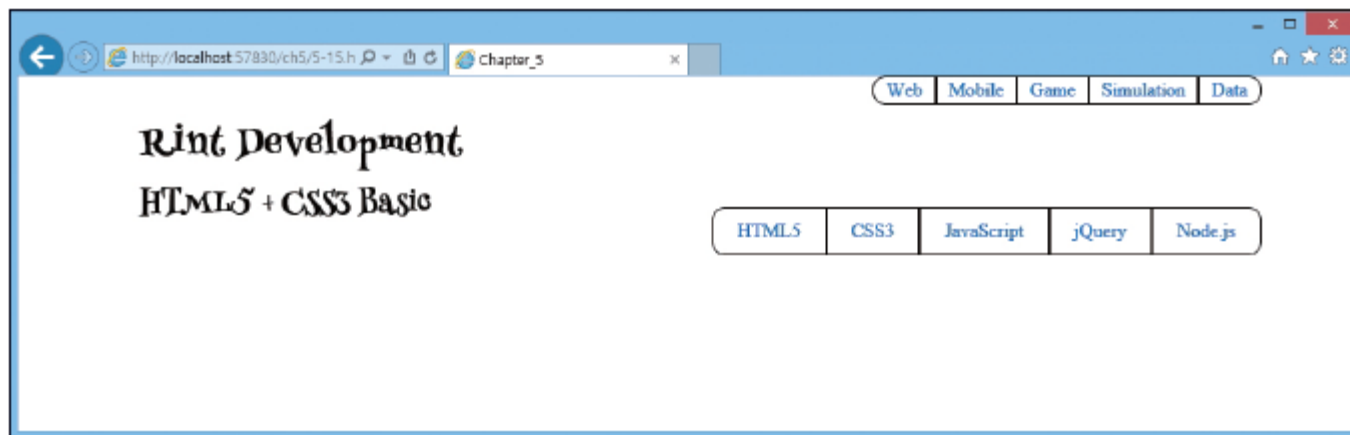 http://localhost:57830/ch5/5-15.h
Chapter_5
Web Mobile Game Simulation Data
Rint Development
HTML5 + CSS3 Basic
HTML5 CSS3 JavaScript jQuery Node.js